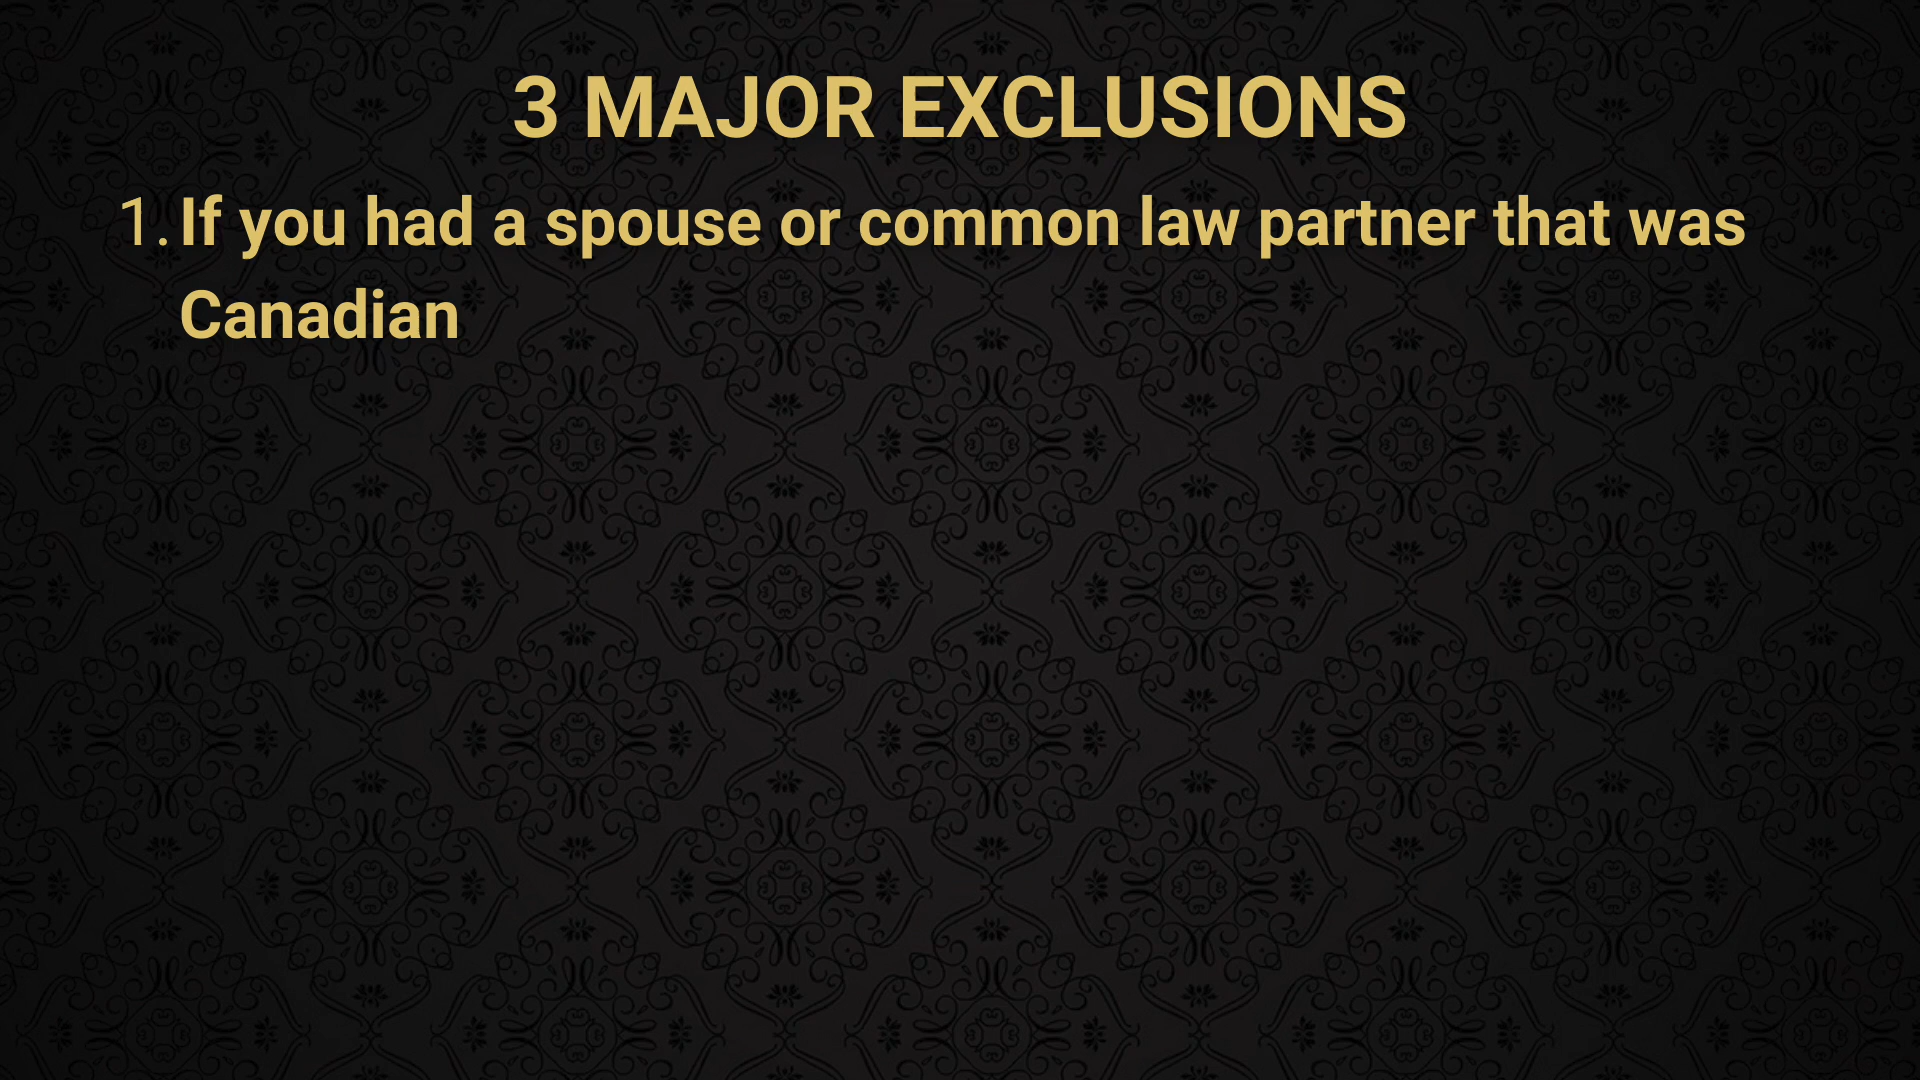 3 MAJOR EXCLUSIONS
1. If you had a spouse or common law partner that was
Canadian